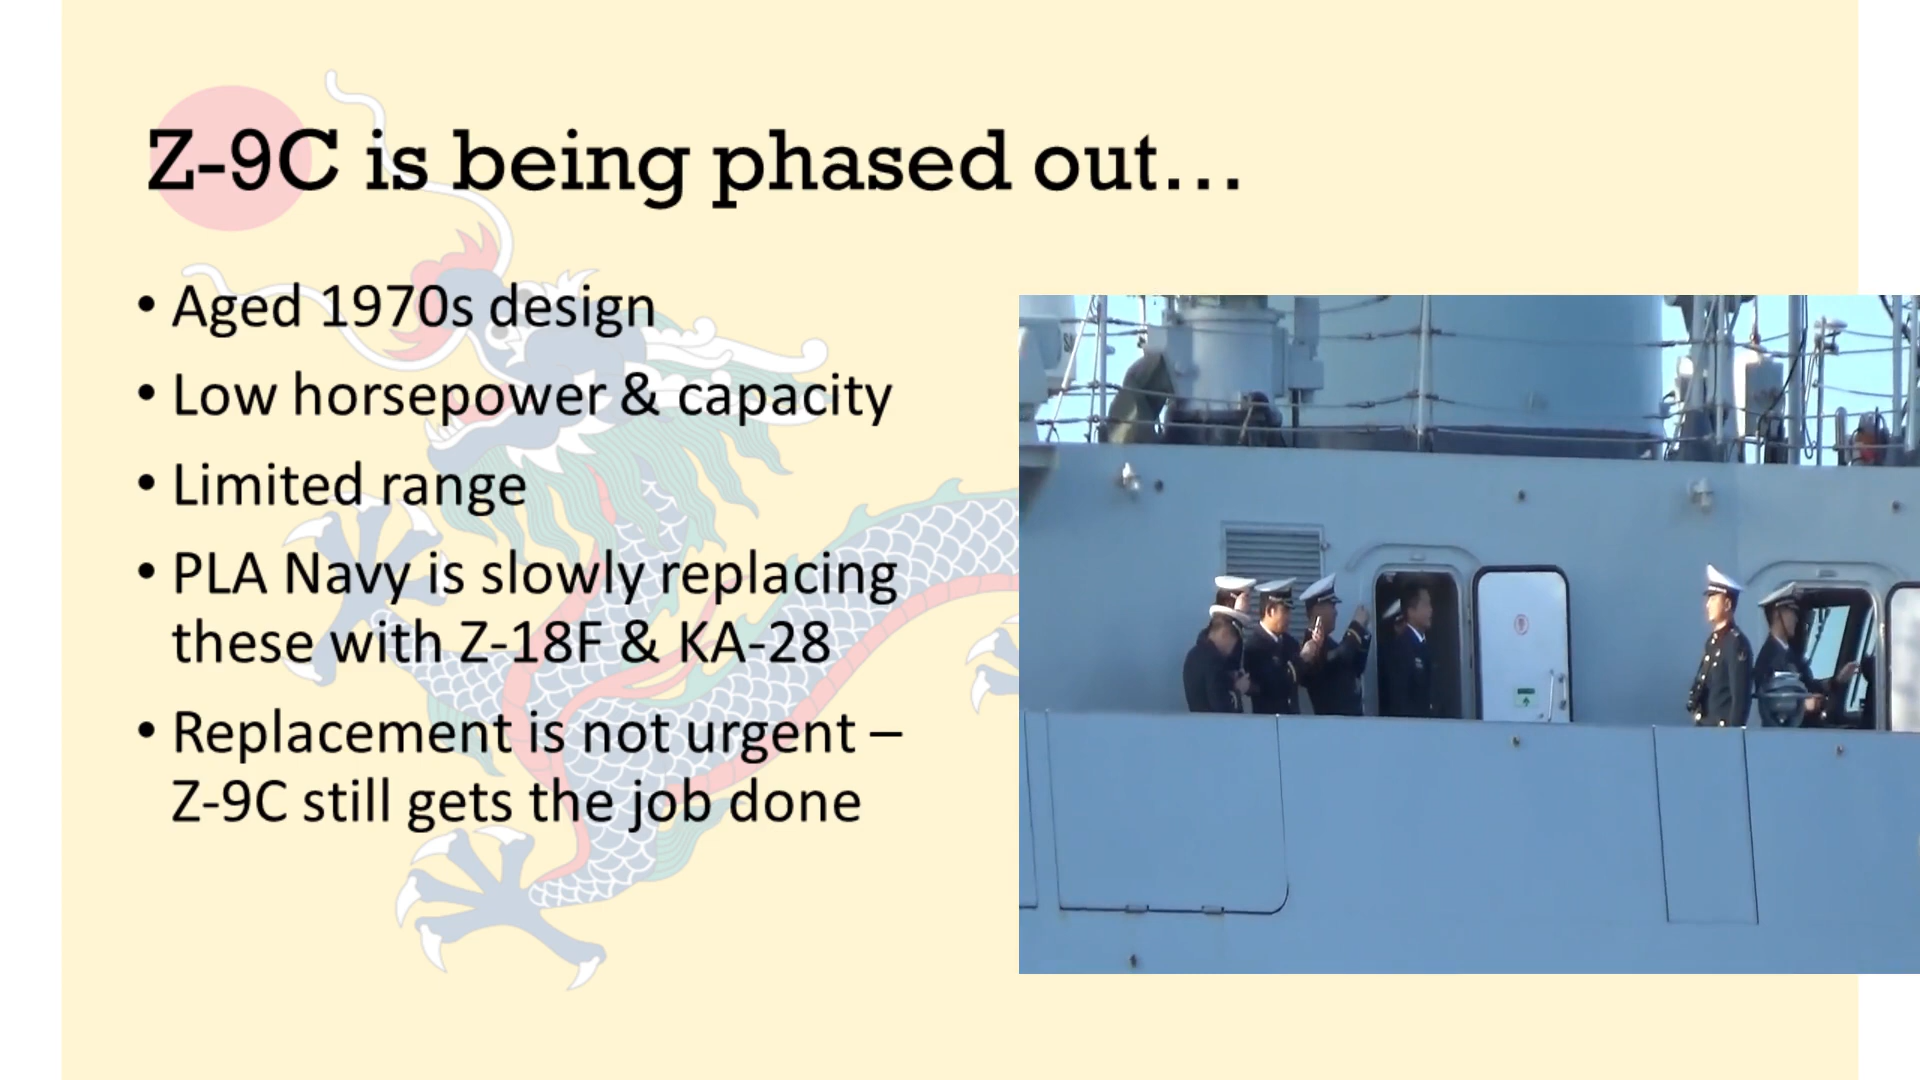 Z-9C is being phased out...
• Aged 1970s design
• Low horsepower & capacity
• Limited range
• PLA Navy is slowly replacing
these with Z-18F & KA-28
• Replacement is not urgent –
Z-9C still gets the job done